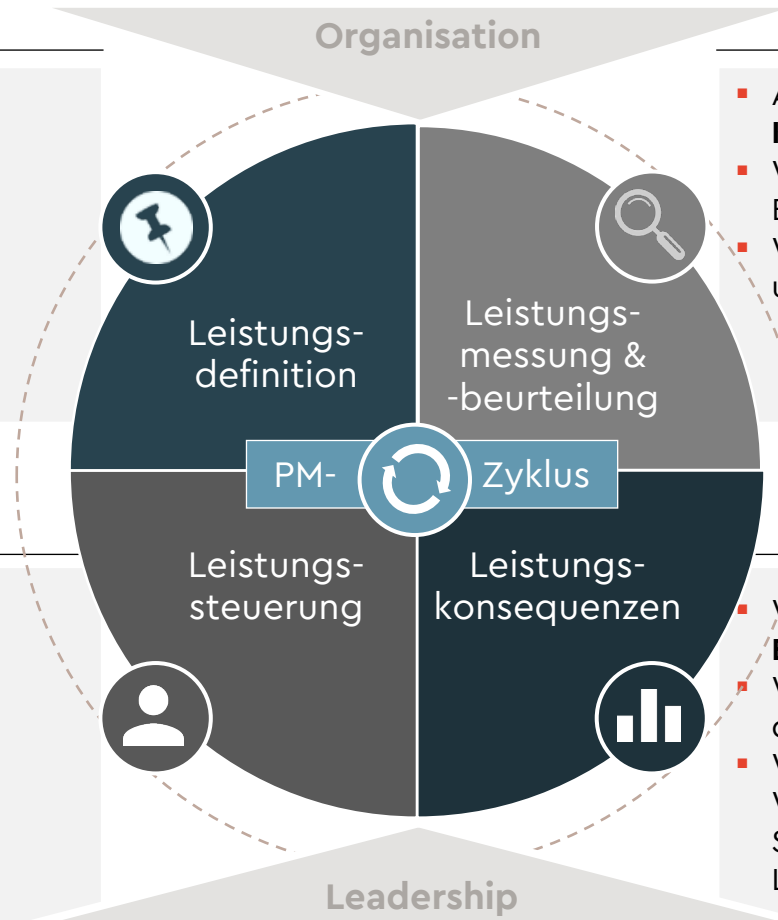 Organisation
Leistungs-
definition
Leistungs-
messung &
-beurteilung
PM- Zyklus
Leistungs-
steuerung
Leistungs-
konsequenzen
Leadership